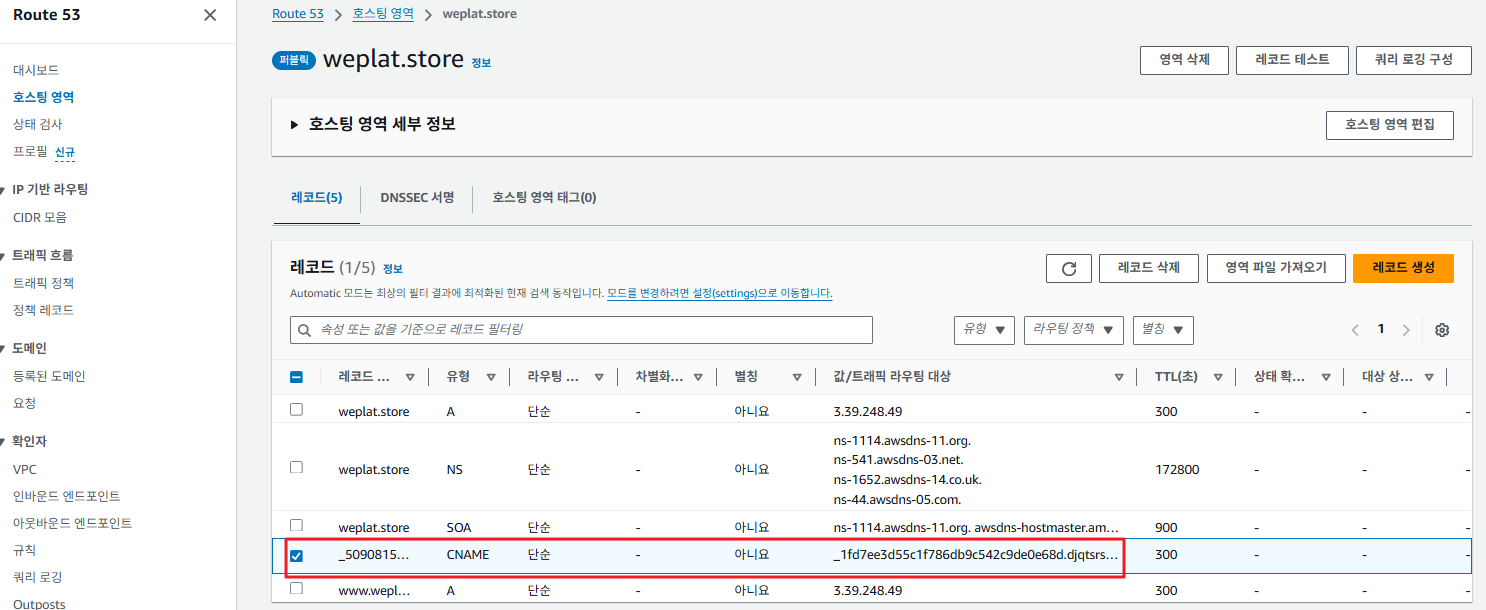 Route 53
대시보드
호스팅 영역
상태 검사
프로필 신규
IP 기반 라우팅
CIDR 모음
트래픽 흐름
트래픽 정책
정책 레코드
도메인
등록된 도메인
요청
확인자
VPC
인바운드 엔드포인트
아웃바운드 엔드포인트
규칙
쿼리 로깅
Outposts
Route 53 호스팅 영역 weplat.store
퍼블릭 weplat.store 정보
영역 삭제 레코드 테스트 쿼리 로깅 구성
호스팅 영역 세부 정보 호스팅 영역 편집
레코드(5) DNSSEC 서명 호스팅 영역 태그(0)
레코드 (1/5) 정보
레코드 삭제 영역 파일 가져오기 레코드 생성
Automatic 모드는 최상의 필터 결과에 최적화된 현재 검색 동작입니다. 모드를 변경하려면 설정(settings)으로 이동합니다.
속성 또는 값을 기준으로 레코드 필터링 유형 라우팅 정책 별칭 1
레코드 ... 유형 라우팅 ... 차별화... 별칭 값/트래픽 라우팅 대상 TTL(초) 상태 확... 대상 상...
weplat.store A 단순 - 아니요 3.39.248.49 300 - - -
weplat.store NS 단순 - 아니요 ns-1114.awsdns-11.org. 172800 - - -
ns-541.awsdns-03.net.
ns-1652.awsdns-14.co.uk.
ns-44.awsdns-05.com.
weplat.store SOA 단순 - 아니요 ns-1114.awsdns-11.org. awsdns-hostmaster.am... 900 - - -
_5090815... CNAME 단순 - 아니요 _1fd7ee3d55c1f786db9c542c9de0e68d.djqtsrs... 300 - - -
www.wepl... A 단순 - 아니요 3.39.248.49 300 - - -